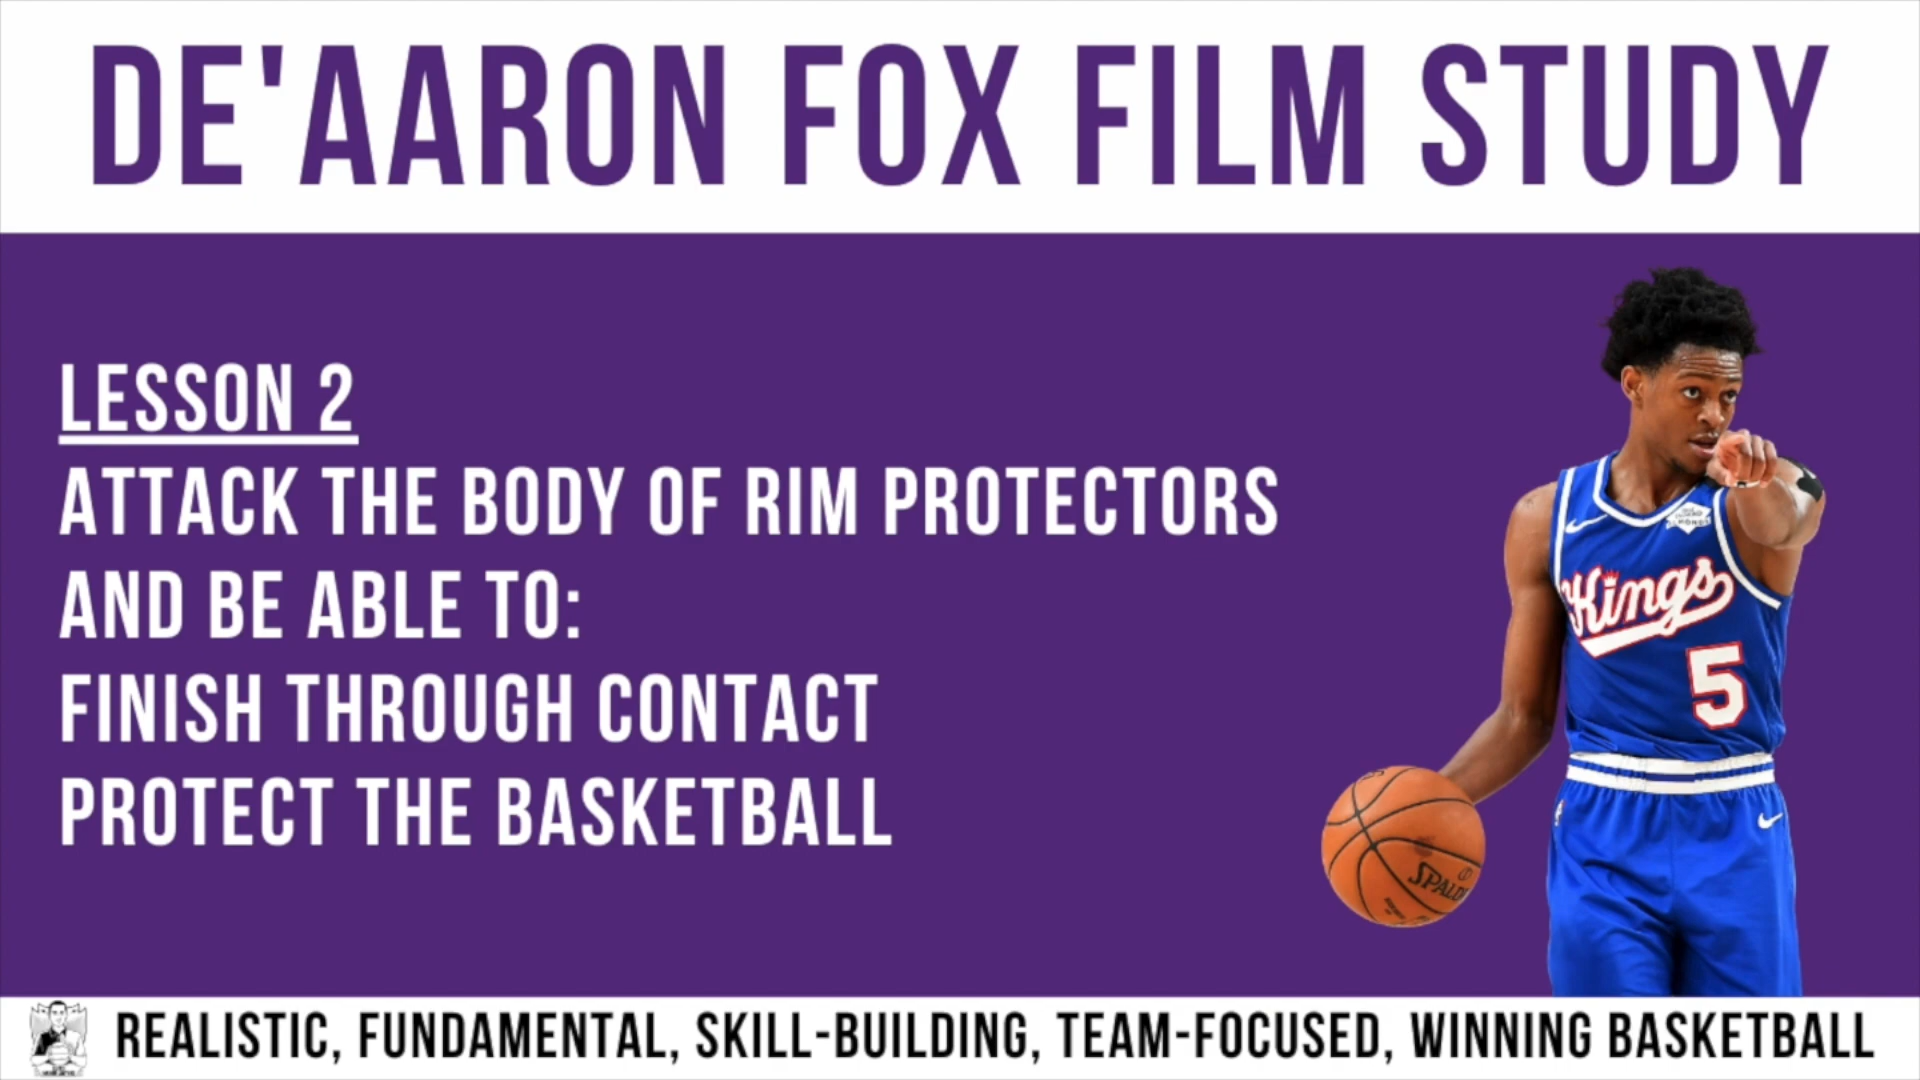 DE'AARON FOX FILM STUDY
LESSON 2
ATTACK THE BODY OF RIM PROTECTORS
AND BE ABLE TO:
FINISH THROUGH CONTACT
PROTECT THE BASKETBALL
Kings
5
SPALD
REALISTIC, FUNDAMENTAL, SKILL-BUILDING, TEAM-FOCUSED, WINNING BASKETBALL